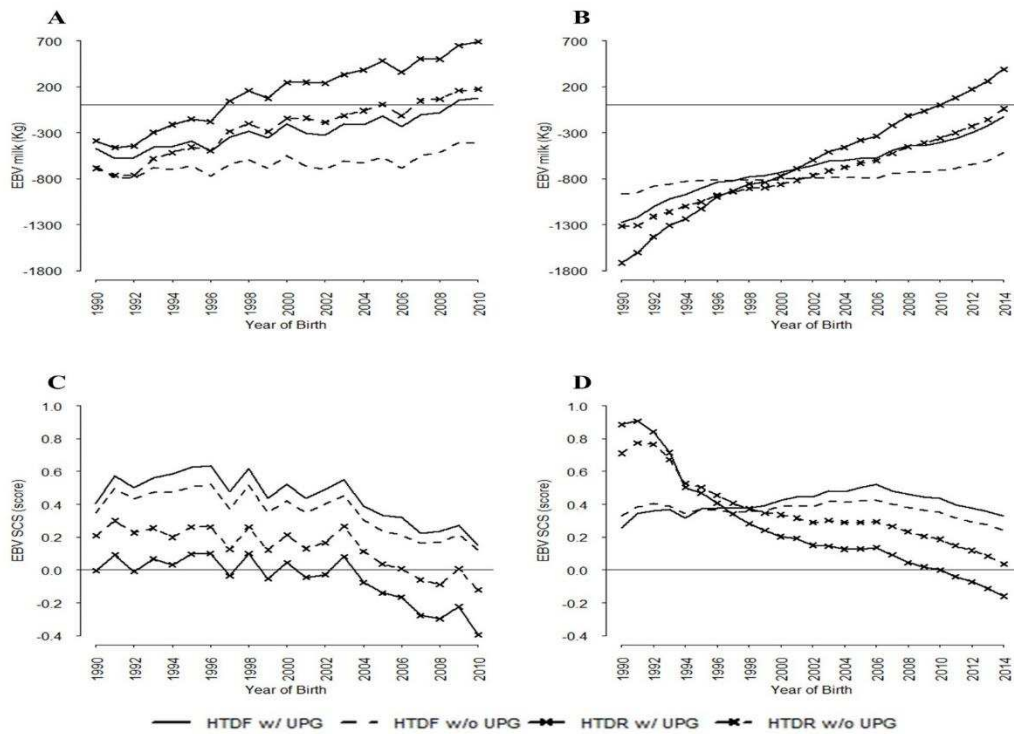 A
700
200
-300
-800
-1300
-1800
EBV milk (Kg)
1990 1992 1994 1996 1998 2000 2002 2004 2006 2008 2010
Year of Birth
B
700
200
-300
-800
-1300
-1800
EBV milk (Kg)
1990 1992 1994 1996 1998 2000 2002 2004 2006 2008 2010 2012 2014
Year of Birth
C
1.0
0.8
0.6
0.4
0.2
0.0
-0.2
-0.4
EBV SCS (score)
1990 1992 1994 1996 1998 2000 2002 2004 2006 2008 2010
Year of Birth
D
1.0
0.8
0.6
0.4
0.2
0.0
-0.2
-0.4
EBV SCS (score)
1990 1992 1994 1996 1998 2000 2002 2004 2006 2008 2010 2012 2014
Year of Birth
HTDF w/ UPG HTDF w/o UPG HTDR w/ UPG HTDR w/o UPG